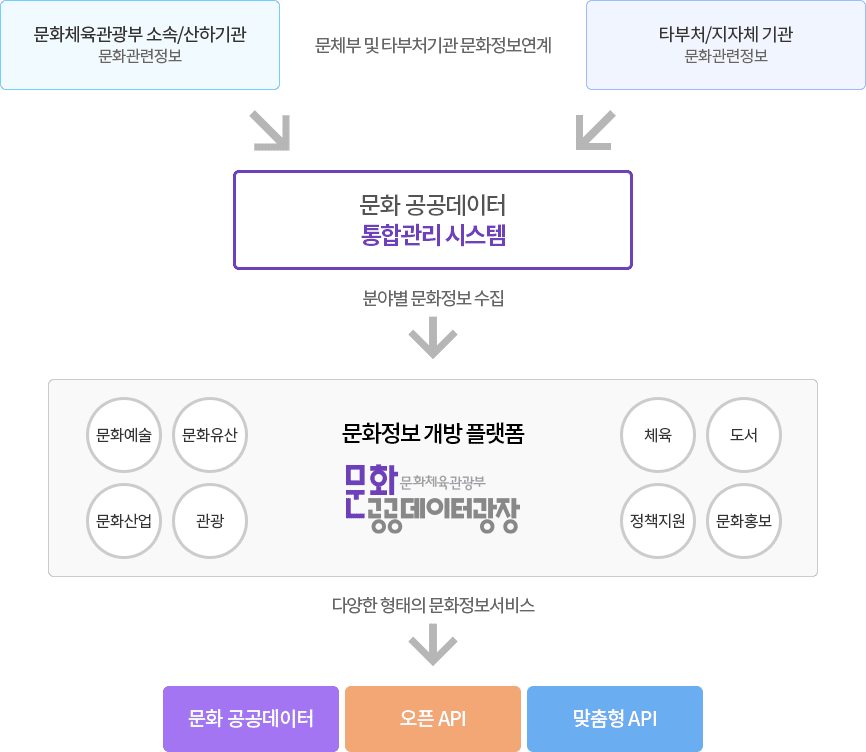 문화체육관광부 소속/산하기관
문화관련정보
문체부 및 타부처기관 문화정보연계
타부처/지자체 기관
문화관련정보
문화 공공데이터
통합관리 시스템
분야별 문화정보 수집
문화예술
문화유산
문화산업
관광
문화정보 개방 플랫폼
문화
문화체육관광부
공공데이터광장
체육
도서
정책지원
문화홍보
다양한 형태의 문화정보서비스
문화 공공데이터
오픈 API
맞춤형 API